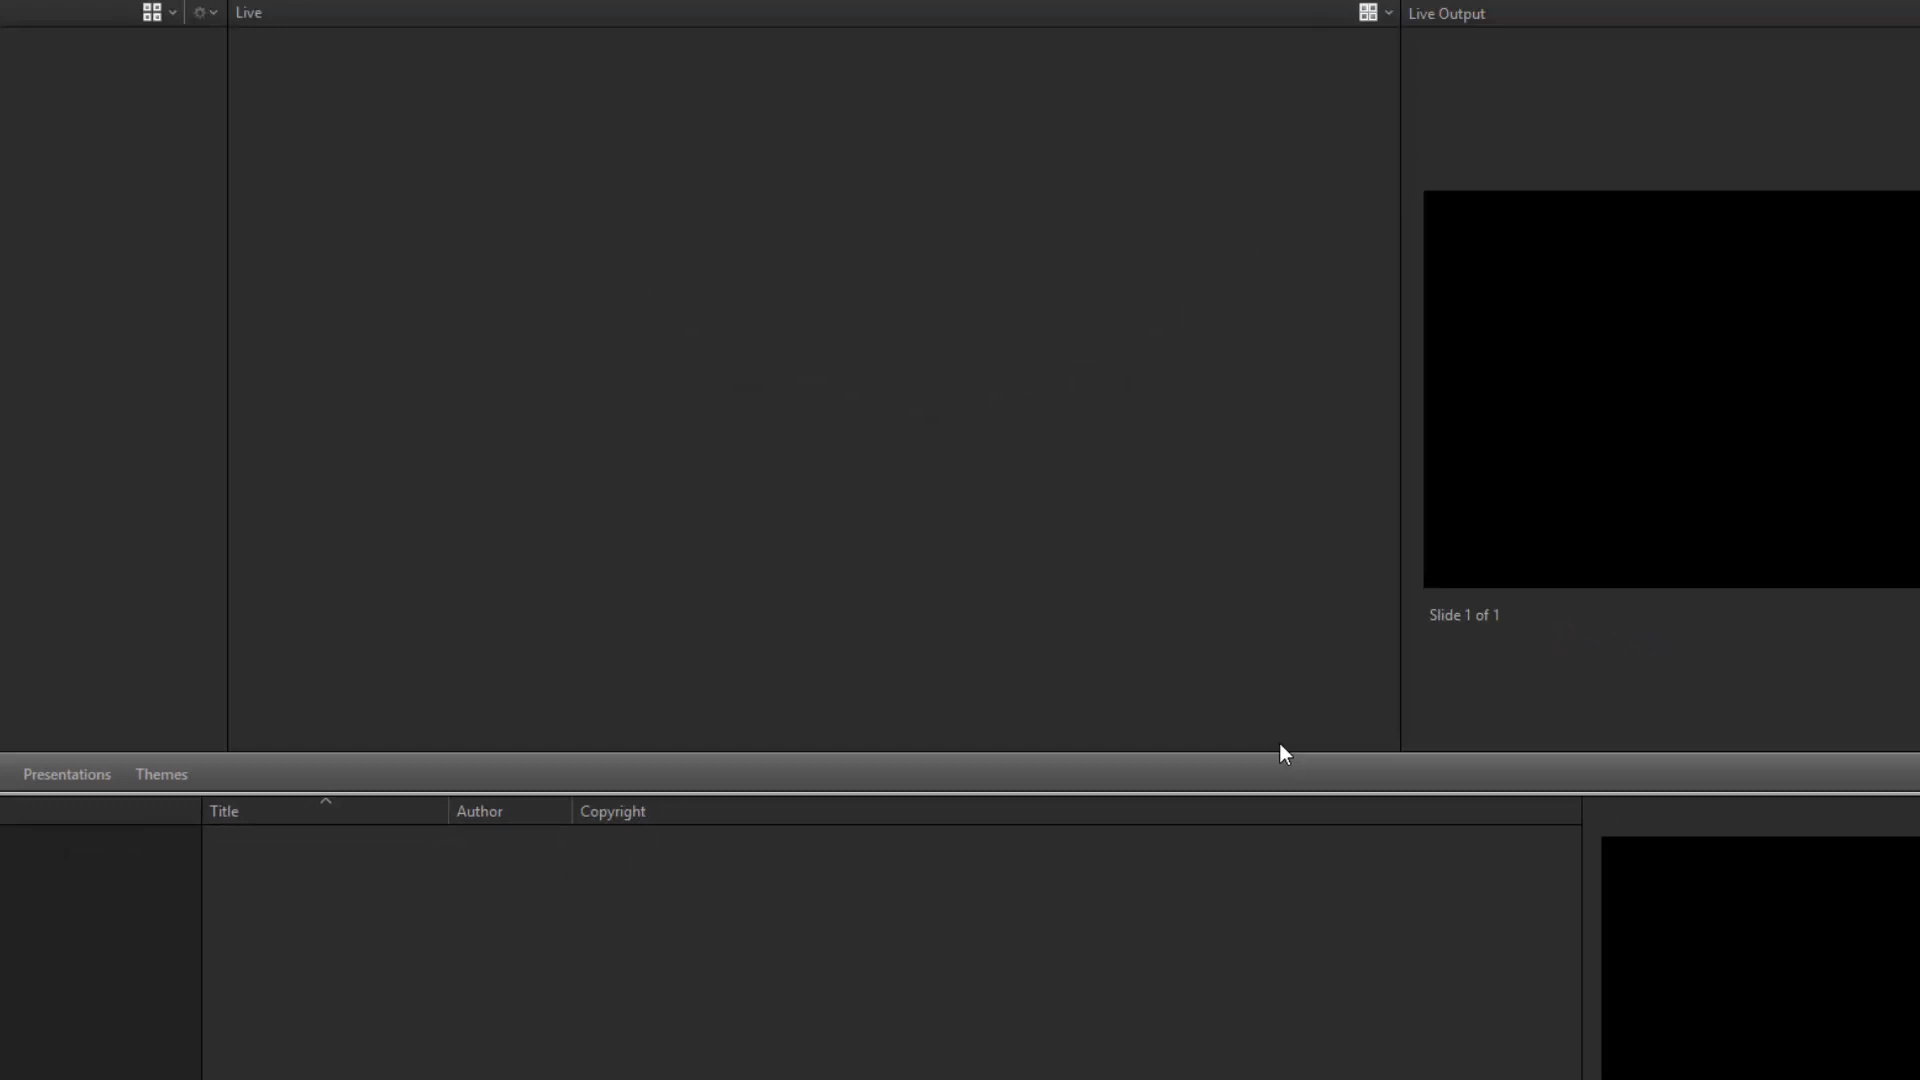 Live
Live Output
Slide 1 of 1
Presentations
Themes
Title
Author
Copyright